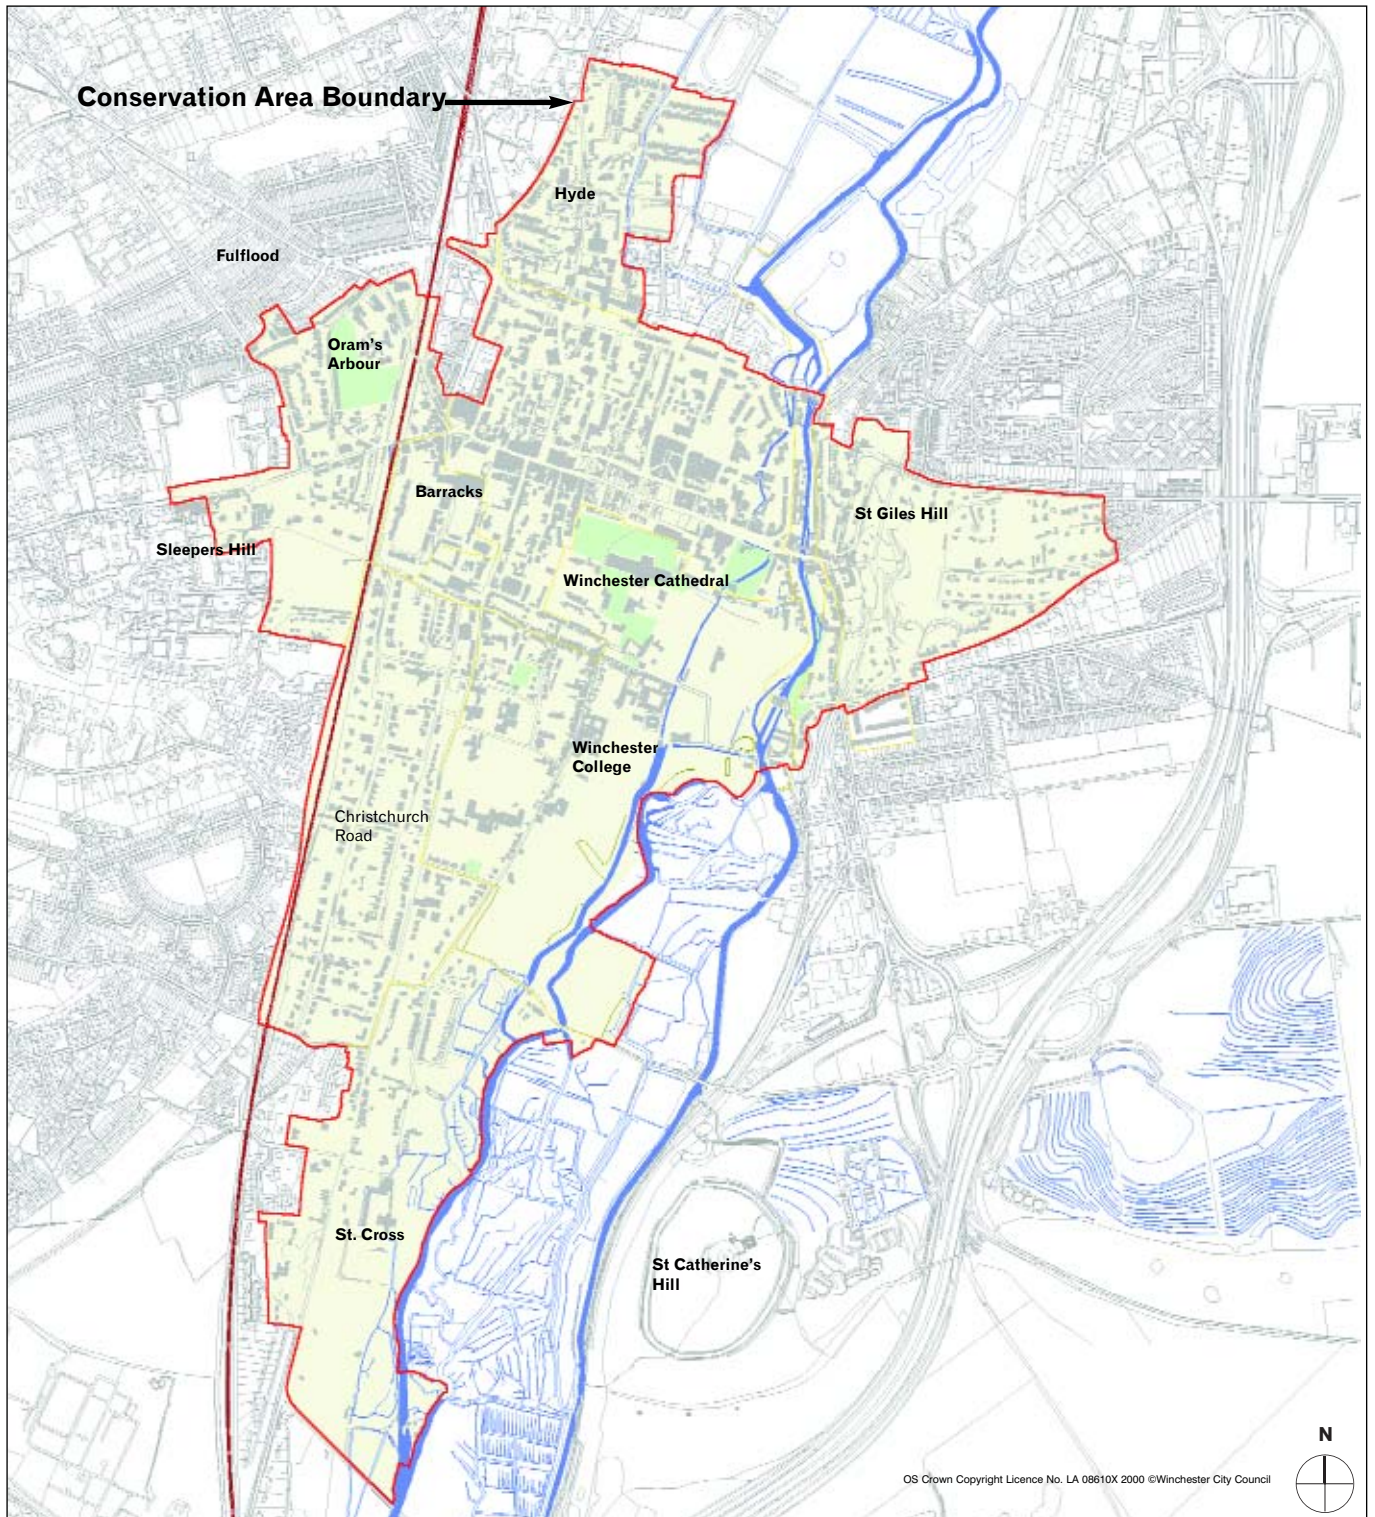 Conservation Area Boundary
Hyde
Fulflood
Oram's
Arbour
Barracks
St Giles Hill
Sleepers Hill
Winchester Cathedral
Winchester
College
Christchurch
Road
St. Cross
St Catherine's
Hill
N
OS Crown Copyright Licence No. LA 08610X 2000 ©Winchester City Council